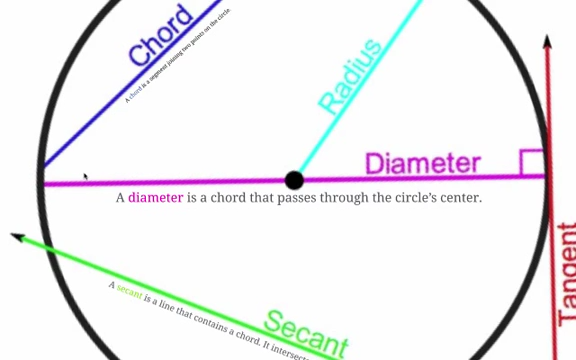 Chord
A chord is a segment joining two points on the circle.
Radius
Diameter
A diameter is a chord that passes through the circle’s center.
Tangent
Secant
A secant is a line that contains a chord. It intersects